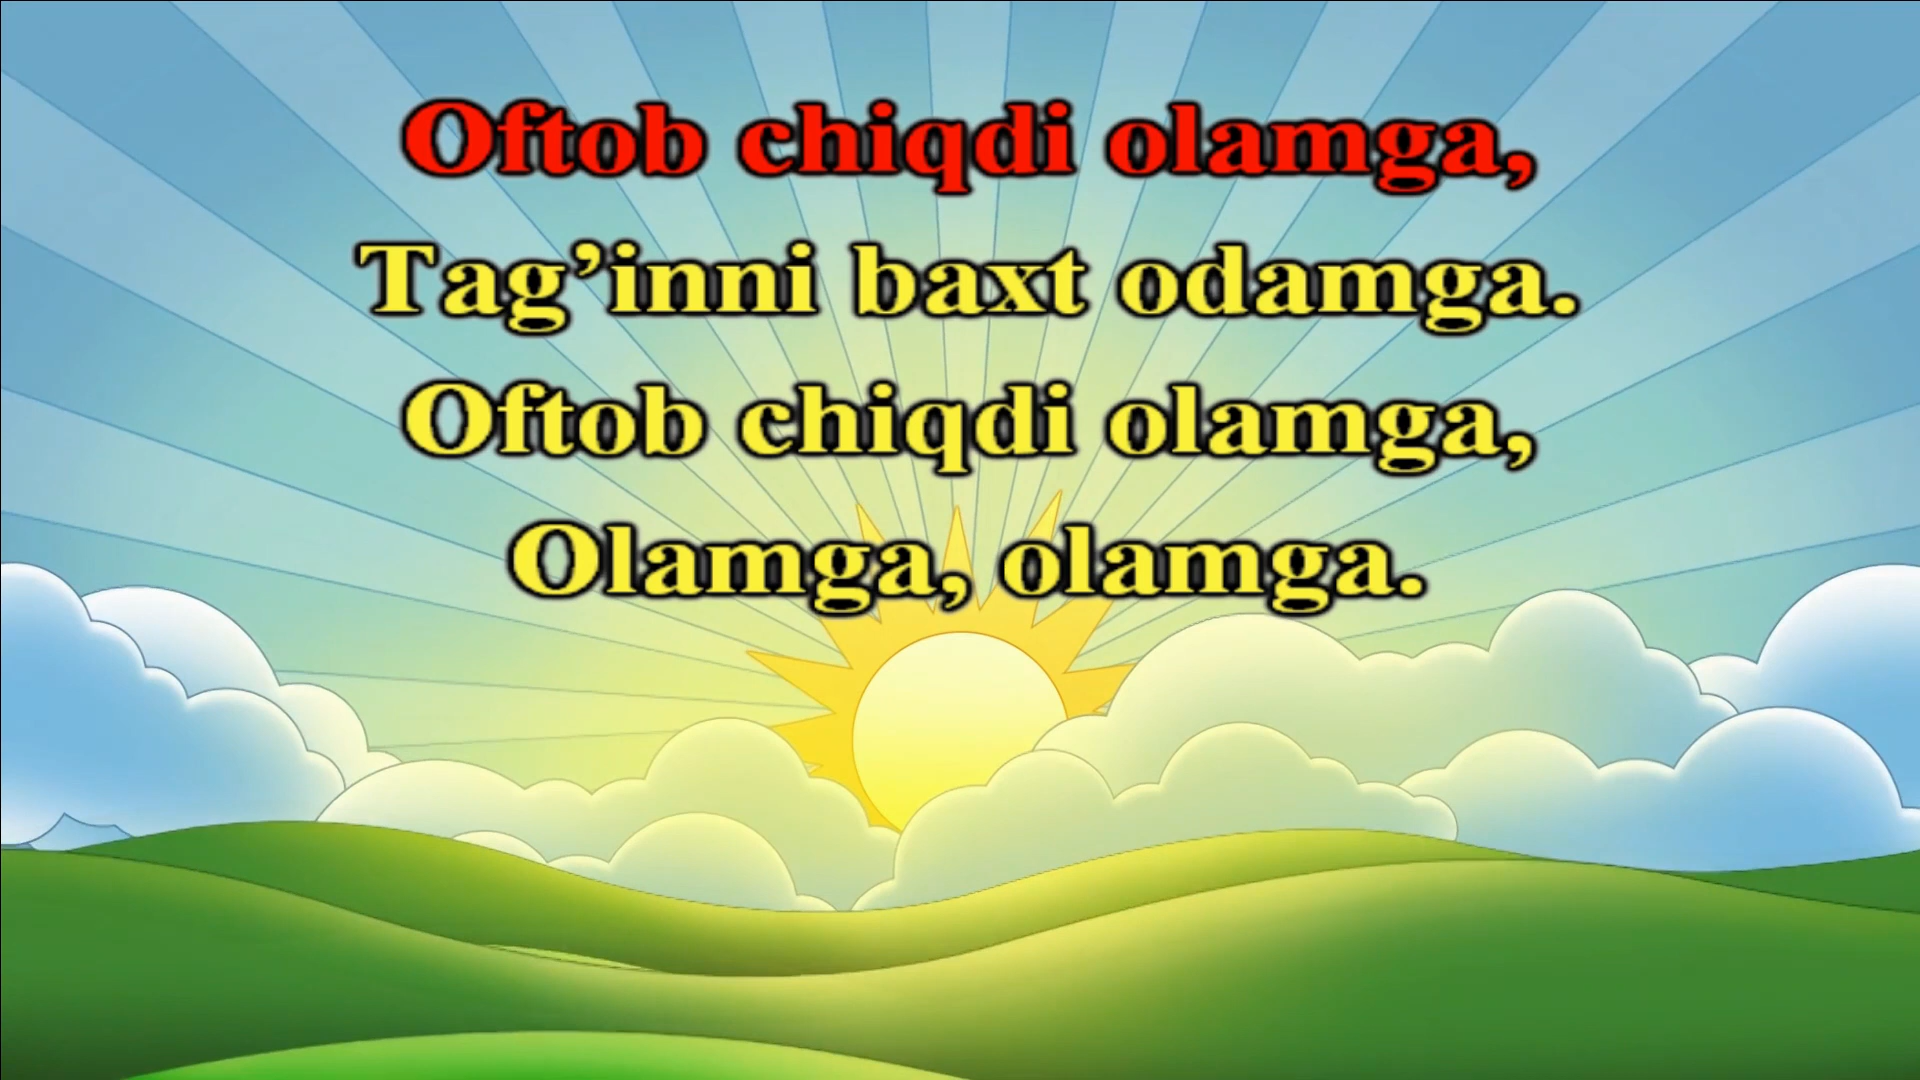 Oftob chiqdi olamga,
Tag’inni baxt odamga.
Oftob chiqdi olamga,
Olamga, olamga.